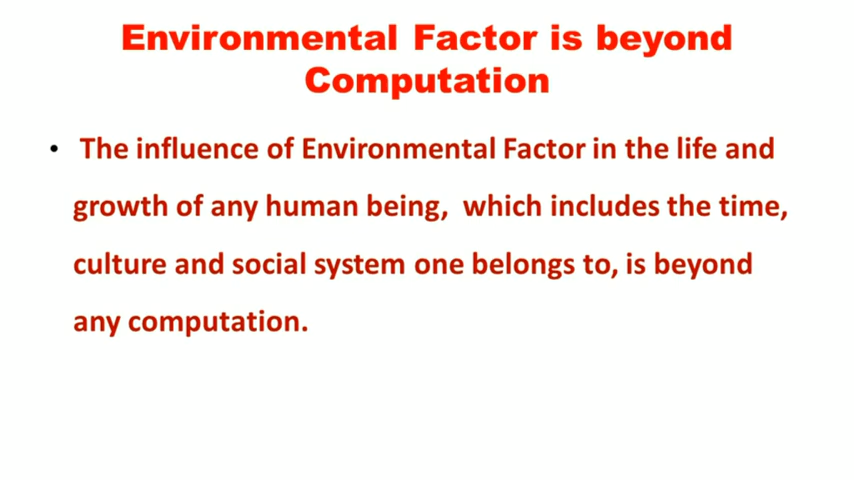 Environmental Factor is beyond
Computation
• The influence of Environmental Factor in the life and
growth of any human being, which includes the time,
culture and social system one belongs to, is beyond
any computation.